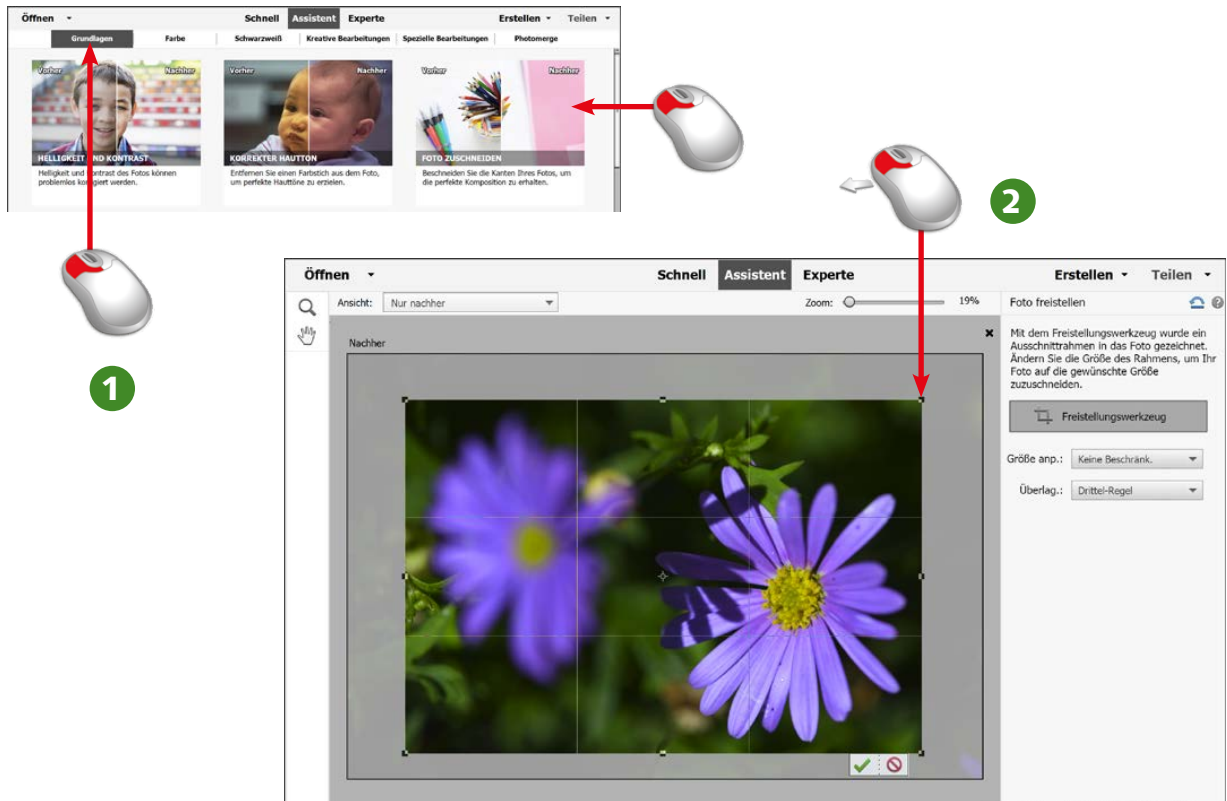 Öffnen Schnell Assistent Experte Erstellen Teilen
Grundlagen Farbe Schwarzweiß Kreative Bearbeitungen Spezielle Bearbeitungen Photomerge
Vorher Nachher Vorher Nachher Vorher Nachher
HELLIGKEIT UND KONTRAST
Helligkeit und Kontrast des Fotos können
problemlos korrigiert werden.
KORREKTER HAUTTON
Entfernen Sie einen Farbstich aus dem Foto,
um perfekte Hauttöne zu erzielen.
FOTO ZUSCHNEIDEN
Beschneiden Sie die Kanten Ihres Fotos, um
die perfekte Komposition zu erhalten.
1
2
Öffnen Schnell Assistent Experte Erstellen Teilen
Ansicht: Nur nachher Zoom: 19% Foto freistellen
Nachher
Mit dem Freistellungswerkzeug wurde ein
Ausschnittrahmen in das Foto gezeichnet.
Ändern Sie die Größe des Rahmens, um Ihr
Foto auf die gewünschte Größe
zuzuschneiden.
Freistellungswerkzeug
Größe anp.: Keine Beschränk.
Überlag.: Drittel-Regel